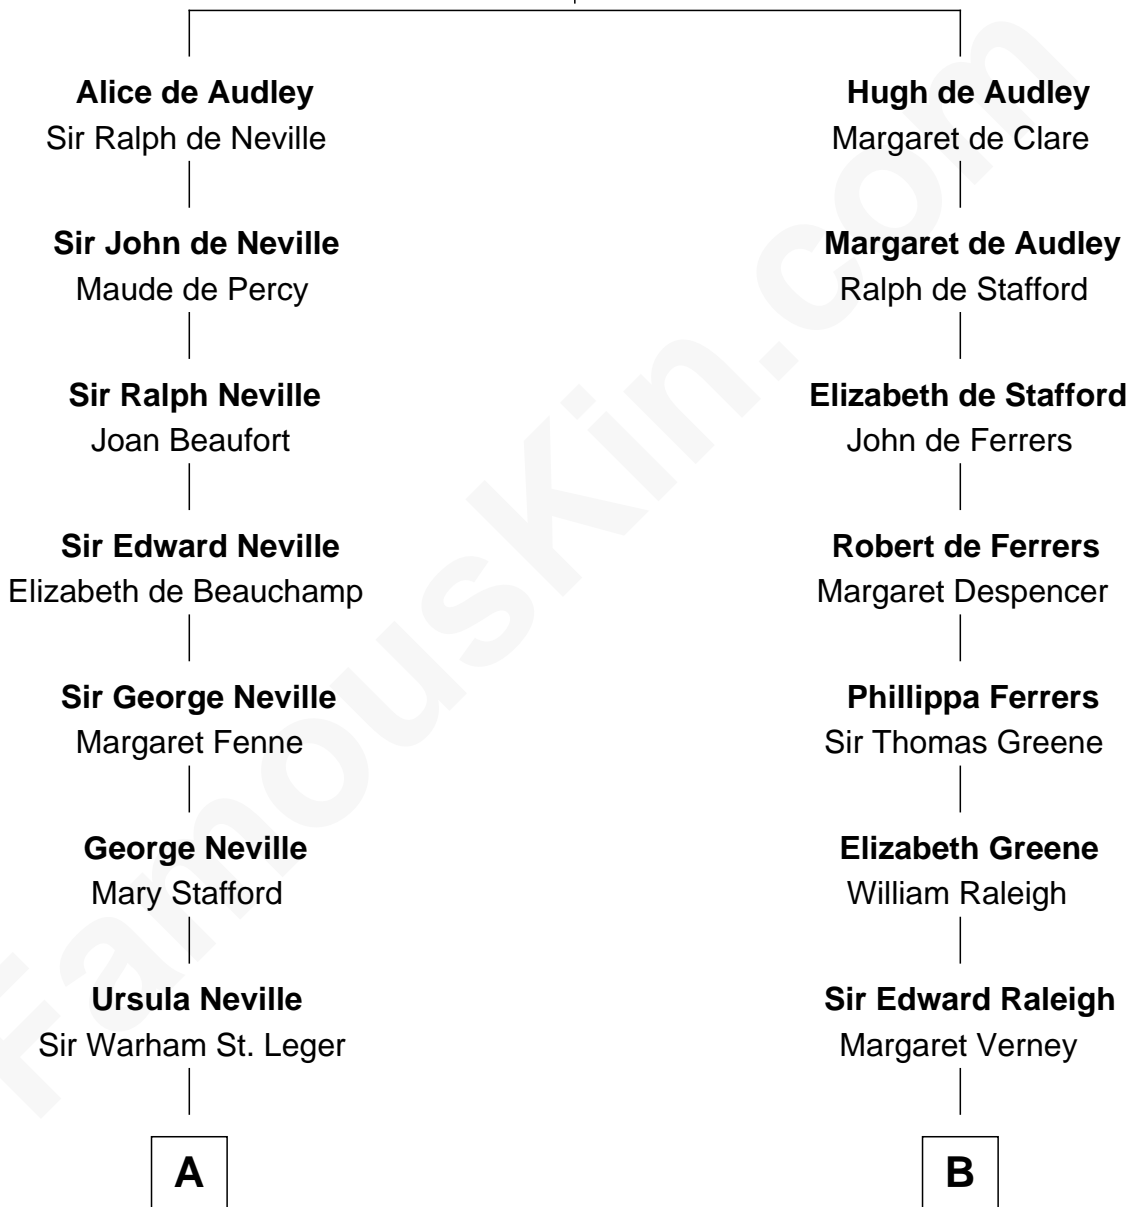 Alice de Audley
Sir Ralph de Neville
Hugh de Audley
Margaret de Clare
Sir John de Neville
Maude de Percy
Margaret de Audley
Ralph de Stafford
Sir Ralph Neville
Joan Beaufort
Elizabeth de Stafford
John de Ferrers
Sir Edward Neville
Elizabeth de Beauchamp
Robert de Ferrers
Margaret Despencer
Sir George Neville
Margaret Fenne
Phillippa Ferrers
Sir Thomas Greene
George Neville
Mary Stafford
Elizabeth Greene
William Raleigh
Ursula Neville
Sir Warham St. Leger
Sir Edward Raleigh
Margaret Verney
A
B
FamousKin.com